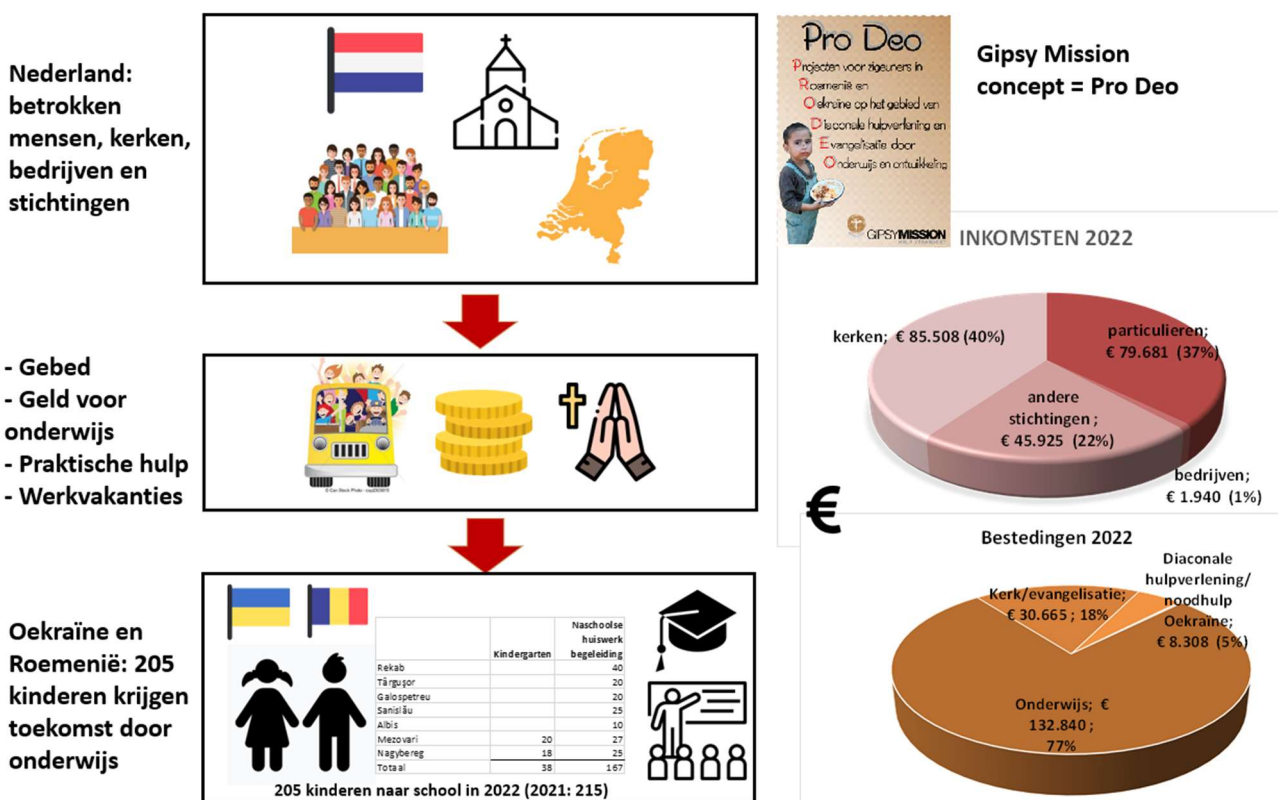 Nederland:
betrokken
mensen, kerken,
bedrijven en
stichtingen
Pro Deo
Projecten voor zigeuners in
Roemenië en
Oekraïne op het gebied van
Diaconale hulpverlening en
Evangelisatie door
Onderwijs en ontwikkeling
GIPSYMISSION
Gipsy Mission
concept = Pro Deo
- Gebed
- Geld voor
onderwijs
- Praktische hulp
- Werkvakanties
INKOMSTEN 2022
kerken; € 85.508 (40%)
particulieren;
€ 79.681 (37%)
andere
stichtingen ;
€ 45.925 (22%)
bedrijven;
€ 1.940 (1%)
€
Oekraïne en
Roemenië: 205
kinderen krijgen
toekomst door
onderwijs
Naschoolse
huiswerk
Kindergarten begeleiding
Rekab 40
Târguşor 20
Galospetreu 20
Sanislău 25
Albis 10
Mezovari 20 27
Nagybereg 18 25
Totaal 38 167
205 kinderen naar school in 2022 (2021: 215)
Bestedingen 2022
Kerk/evangelisatie;
€ 30.665 ; 18%
Diaconale
hulpverlening/
noodhulp
Oekraïne;
€ 8.308 (5%)
Onderwijs; €
132.840 ;
77%